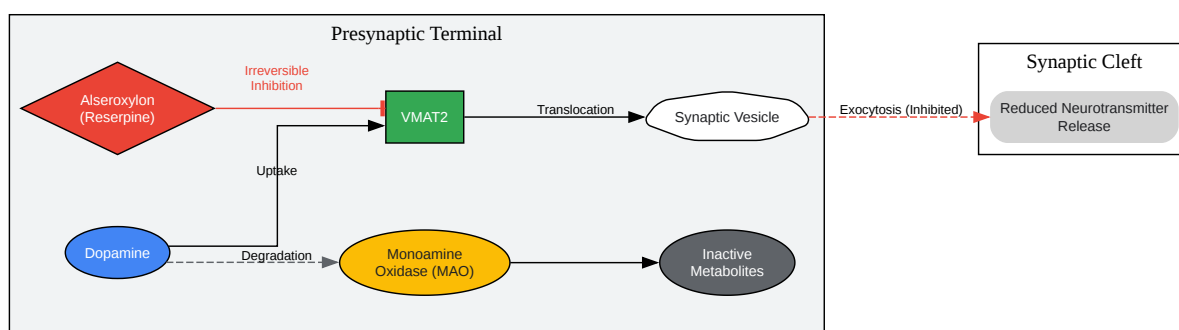 Presynaptic Terminal
Synaptic Cleft
Irreversible
Inhibition
Alseroxylon
(Reserpine)
VMAT2
Translocation
Synaptic Vesicle
Exocytosis (Inhibited)
Reduced Neurotransmitter
Release
Uptake
Dopamine
Degradation
Monoamine
Oxidase (MAO)
Inactive
Metabolites